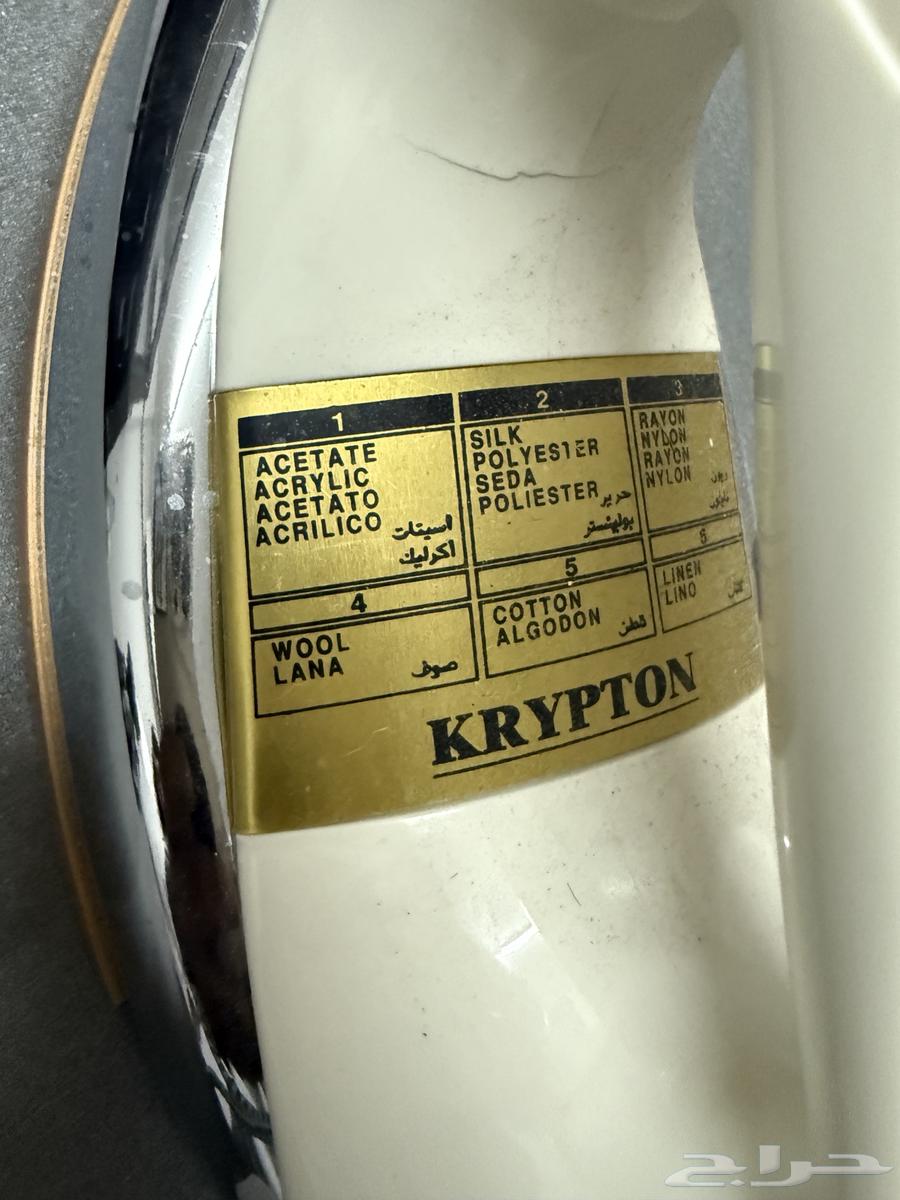 1
ACETATE
ACRYLIC
ACETATO
ACRILICO
اسيتات
اكرليك
2
SILK
POLYESTER
SEDA
POLIESTER
حرير
بوليستر
3
RAYON
NYLON
RAYON
NYLON
4
WOOL
LANA
صوف
5
COTTON
ALGODON
قطن
6
LINEN
LINO
KRYPTON
حراج